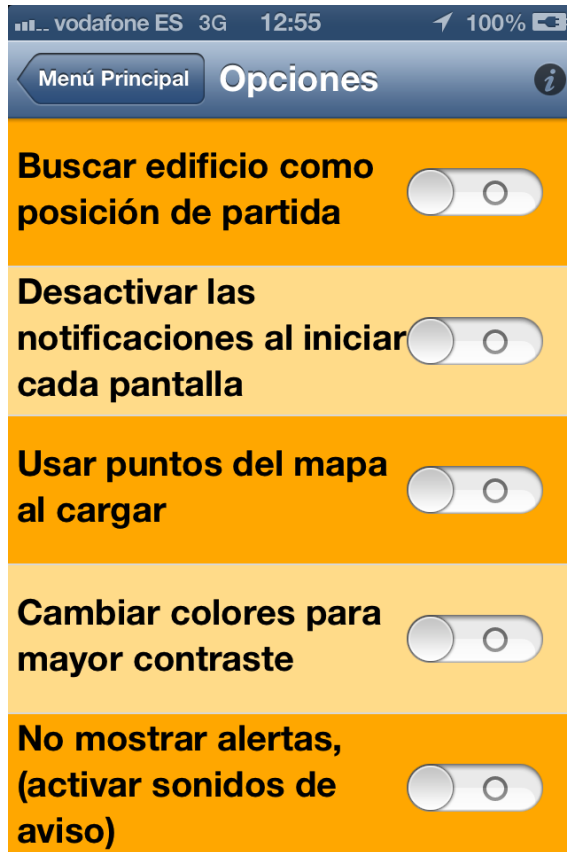 vodafone ES 3G 12:55 100%
Menú Principal Opciones i
Buscar edificio como
posición de partida
Desactivar las
notificaciones al iniciar
cada pantalla
Usar puntos del mapa
al cargar
Cambiar colores para
mayor contraste
No mostrar alertas,
(activar sonidos de
aviso)